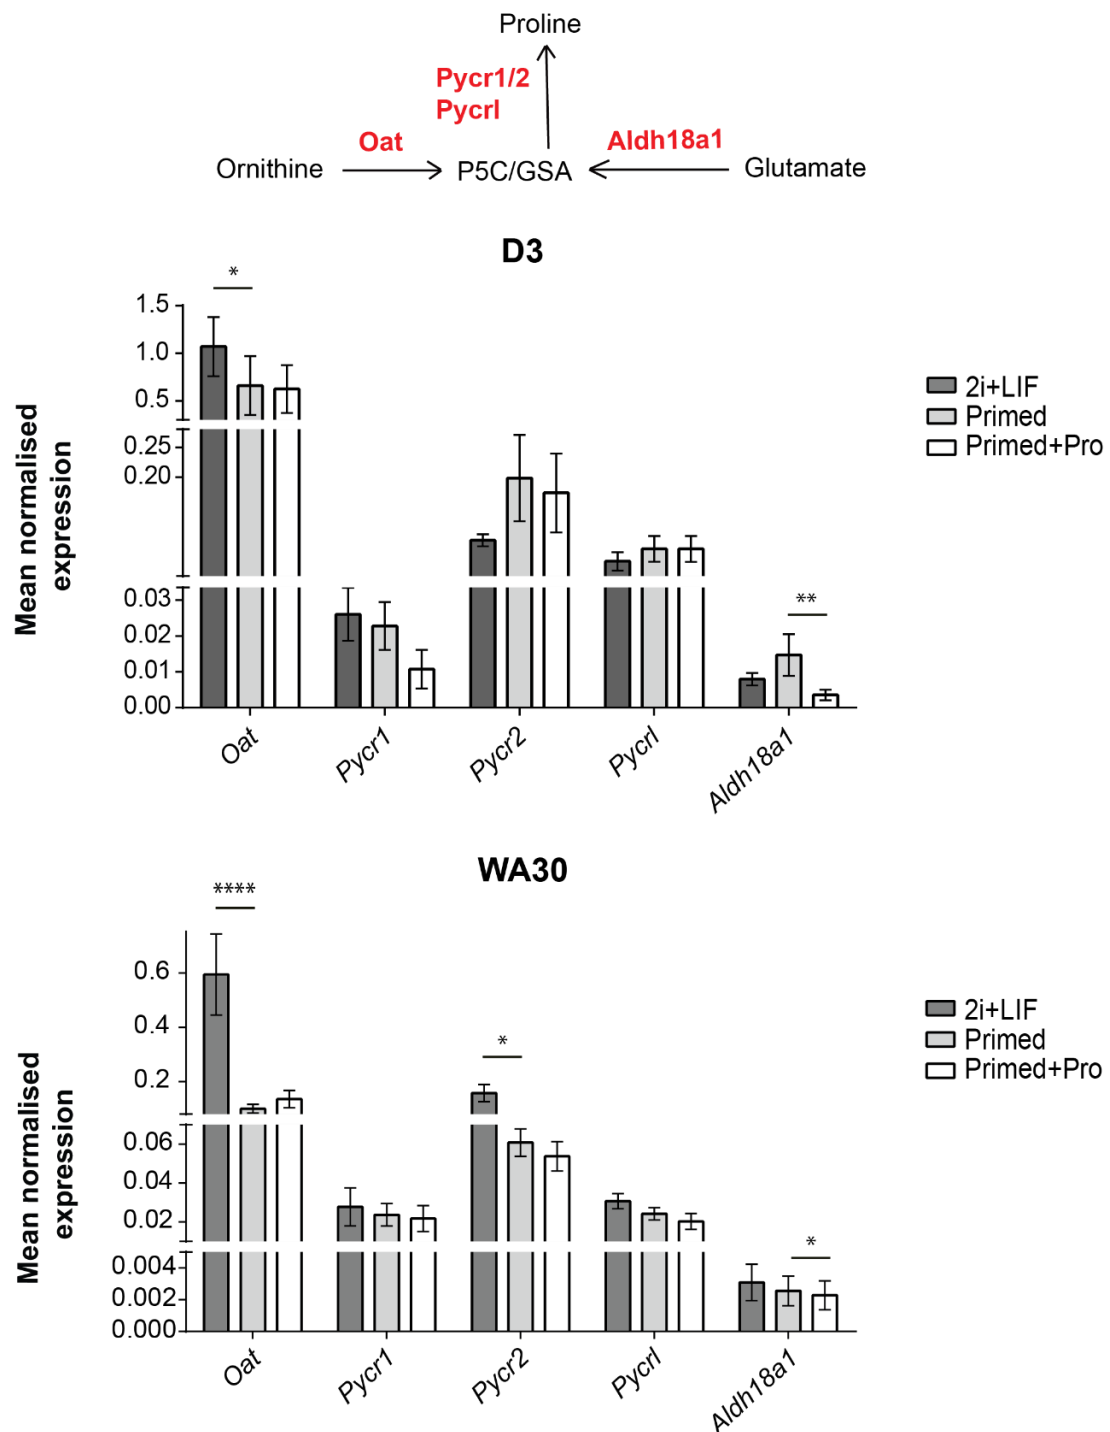 Proline
Pycr1/2
Pycrl
Oat
Aldh18a1
Ornithine
P5C/GSA
Glutamate
D3
*
1.5
1.0
0.5
0.25
0.20
0.03
0.02
0.01
0.00
**
Mean normalised
expression
2i+LIF
Primed
Primed+Pro
Oat
Pycr1
Pycr2
Pycrl
Aldh18a1
WA30
****
0.6
0.4
0.2
*
0.06
0.04
0.02
*
0.004
0.002
0.000
Mean normalised
expression
2i+LIF
Primed
Primed+Pro
Oat
Pycr1
Pycr2
Pycrl
Aldh18a1